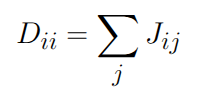 D_{ii} = \sum_{j} J_{ij}